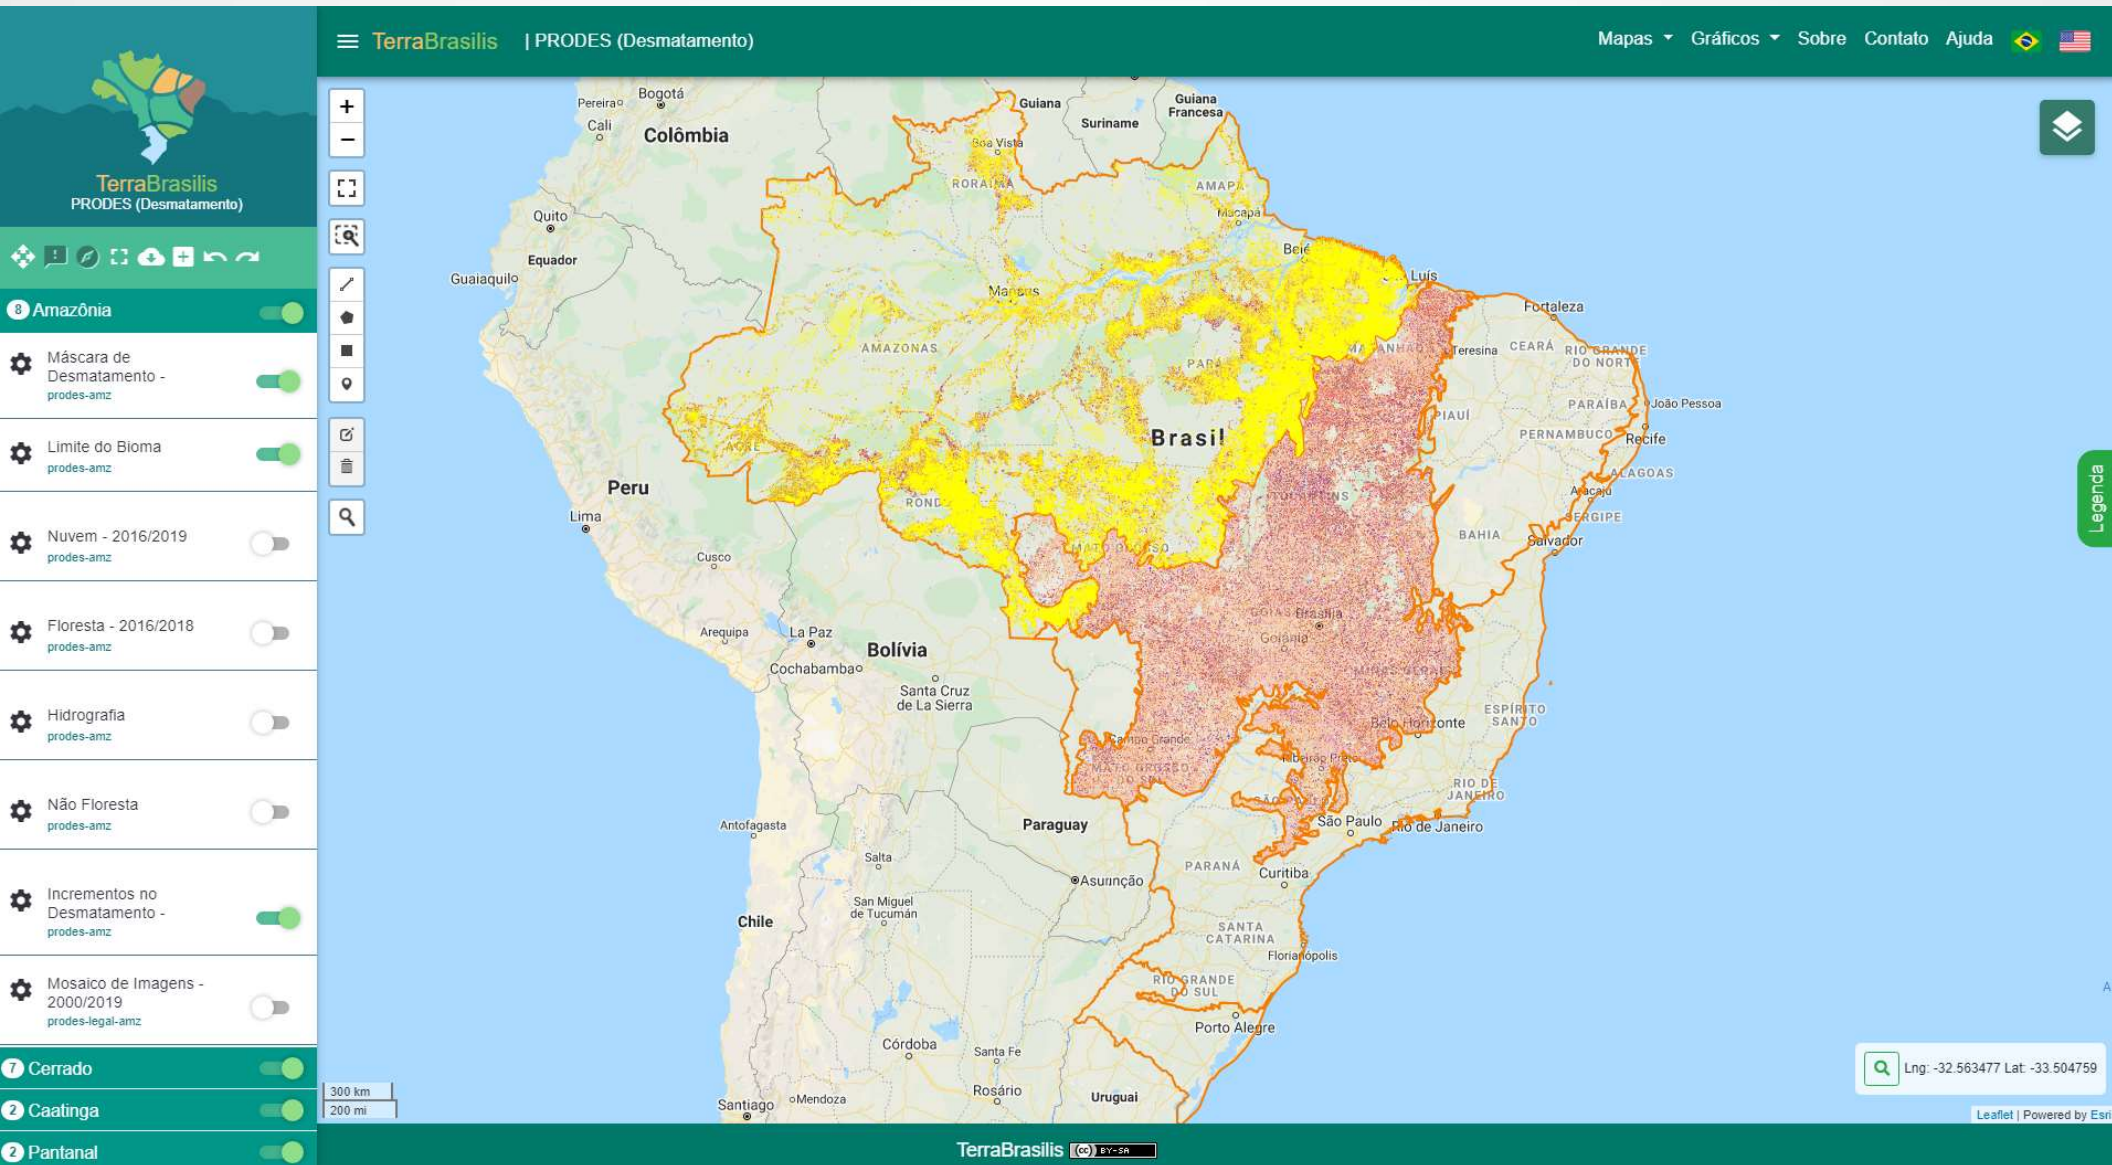 TerraBrasilis
PRODES (Desmatamento)
TerraBrasilis | PRODES (Desmatamento)
Mapas
Gráficos
Sobre
Contato
Ajuda
8 Amazônia
Máscara de
Desmatamento -
prodes-amz
Limite do Bioma
prodes-amz
Nuvem - 2016/2019
prodes-amz
Floresta - 2016/2018
prodes-amz
Hidrografia
prodes-amz
Não Floresta
prodes-amz
Incrementos no
Desmatamento -
prodes-amz
Mosaico de Imagens -
2000/2019
prodes-legal-amz
7 Cerrado
2 Caatinga
2 Pantanal
+
−
Bogotá
Pereira
Cali
Colômbia
Guiana
Suriname
Guiana
Francesa
Boa Vista
RORAIMA
AMAPÁ
Macapá
Quito
Equador
Guaiaquil
Manaus
Luís
Fortaleza
AMAZONAS
PARÁ
MARANHÃO
Teresina
CEARÁ
RIO GRANDE
DO NORTE
PARAÍBA
João Pessoa
PIAUÍ
PERNAMBUCO
Recife
ACRE
Brasil
ALAGOAS
Aracaju
SERGIPE
Peru
Lima
TOCANTINS
BAHIA
Salvador
Cusco
MATO GROSSO
GOIÁS
Brasília
Goiânia
Arequipa
La Paz
Bolívia
Cochabamba
Santa Cruz
de La Sierra
MINAS GERAIS
Belo Horizonte
ESPÍRITO
SANTO
Campo Grande
MATO GROSSO
DO SUL
Ribeirão Preto
RIO DE
JANEIRO
SÃO PAULO
São Paulo
Rio de Janeiro
Antofagasta
Paraguay
Salta
PARANÁ
Curitiba
Asunção
San Miguel
de Tucumán
Chile
SANTA
CATARINA
Florianópolis
RIO GRANDE
DO SUL
Porto Alegre
Córdoba
Santa Fe
Rosário
Uruguai
Santiago
Mendoza
Legenda
300 km
200 mi
Lng: -32.563477 Lat: -33.504759
Leaflet | Powered by Esri
TerraBrasilis (cc) BY-SA